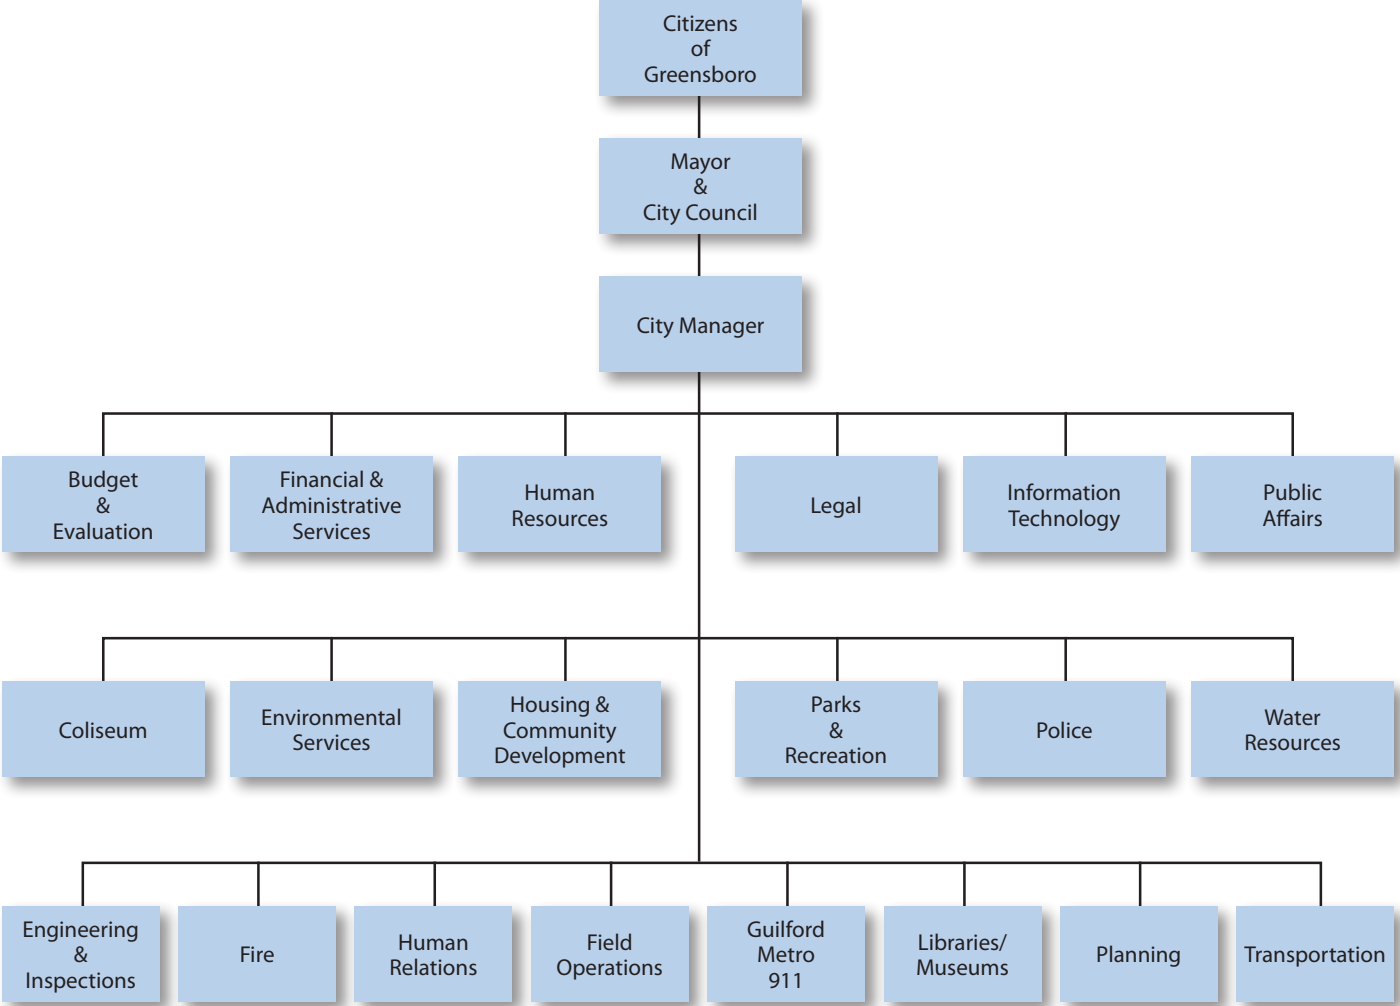 Citizens
of
Greensboro
Mayor
&
City Council
City Manager
Budget
&
Evaluation
Financial &
Administrative
Services
Human
Resources
Legal
Information
Technology
Public
Affairs
Coliseum
Environmental
Services
Housing &
Community
Development
Parks
&
Recreation
Police
Water
Resources
Engineering
&
Inspections
Fire
Human
Relations
Field
Operations
Guilford
Metro
911
Libraries/
Museums
Planning
Transportation